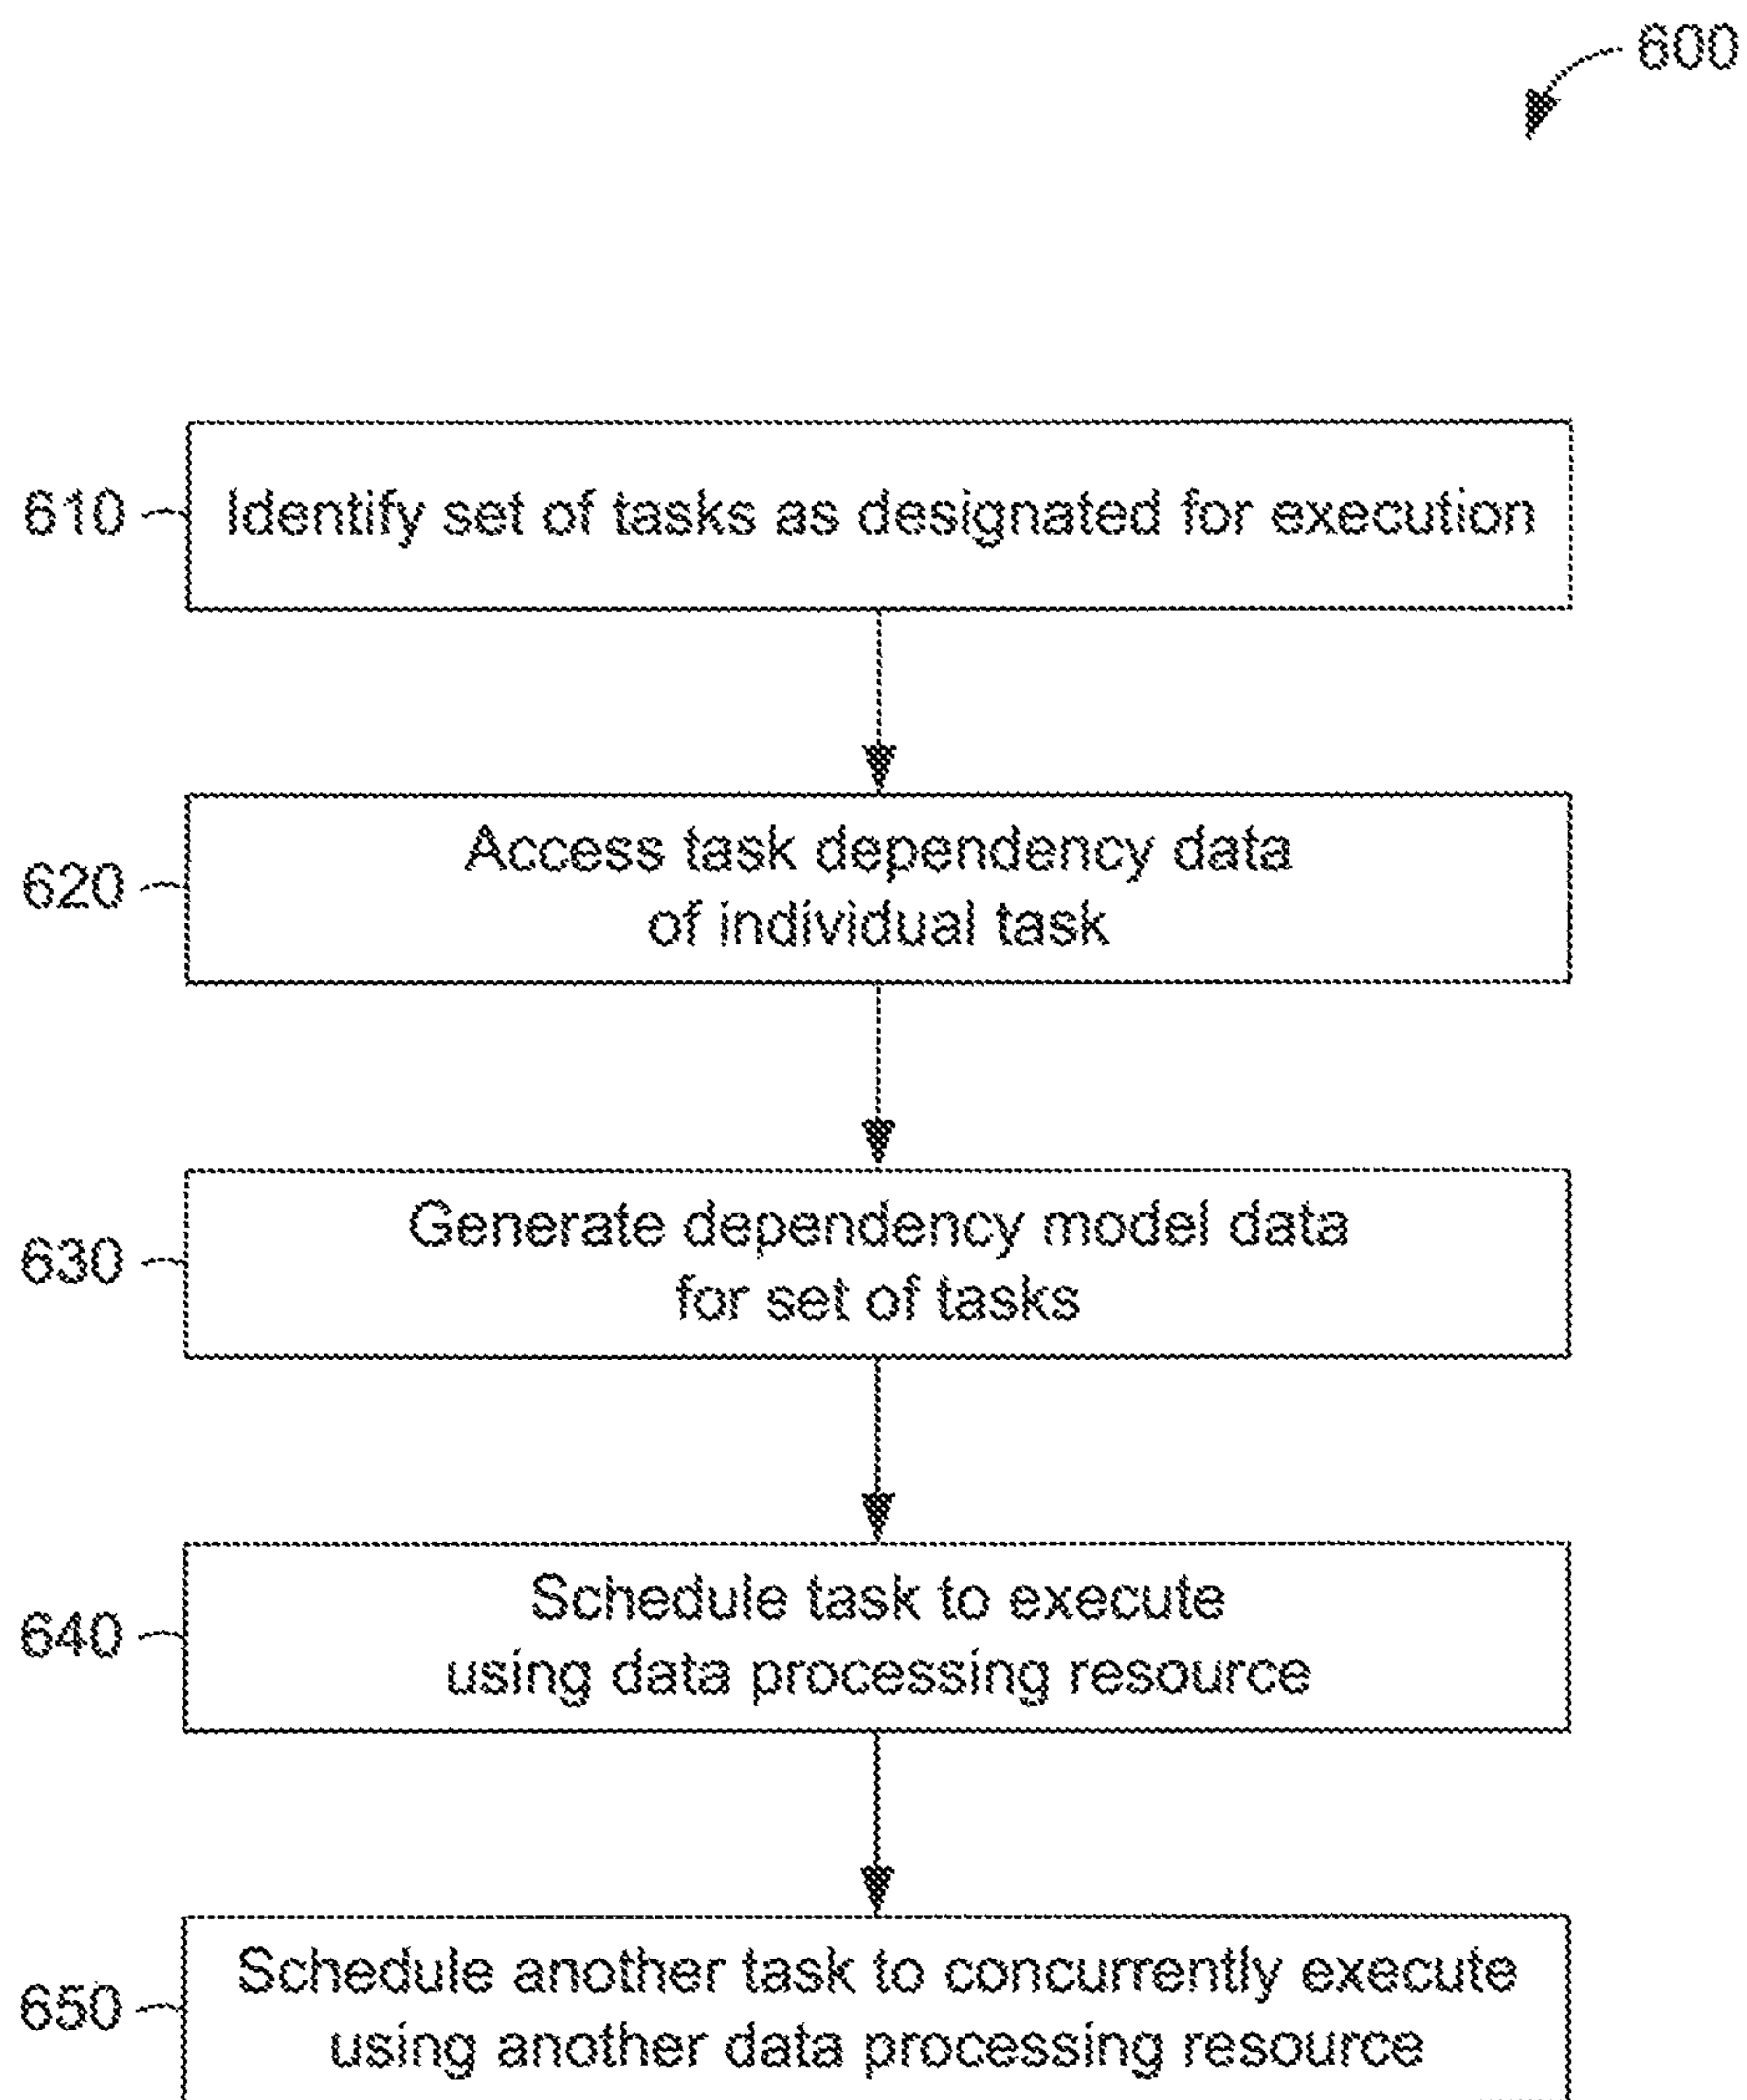 600
610
Identify set of tasks as designated for execution
620
Access task dependency data
of individual task
630
Generate dependency model data
for set of tasks
640
Schedule task to execute
using data processing resource
650
Schedule another task to concurrently execute
using another data processing resource